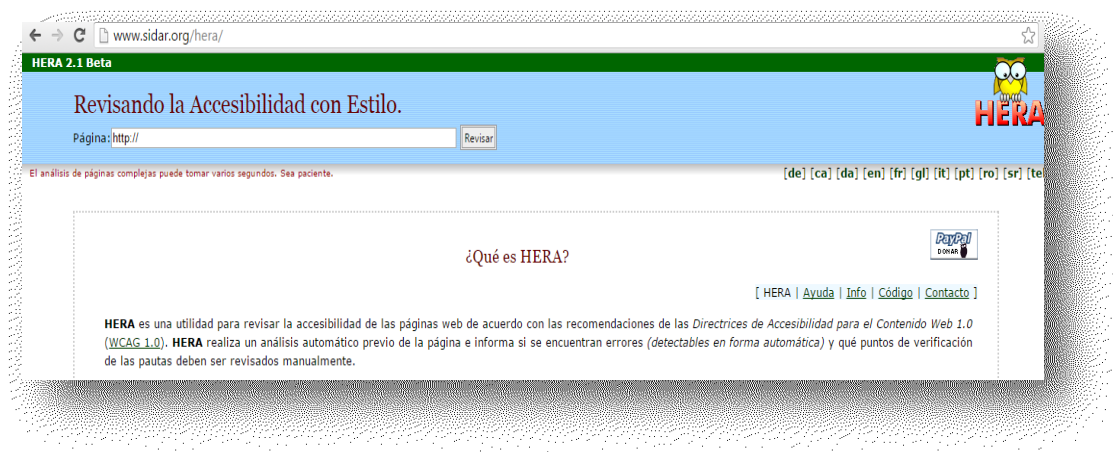 www.sidar.org/hera/
HERA 2.1 Beta
Revisando la Accesibilidad con Estilo.
HERA
Página: http:// Revisar
El análisis de páginas complejas puede tomar varios segundos. Sea paciente.
[de] [ca] [da] [en] [fr] [gl] [it] [pt] [ro] [sr] [te
PayPal
DONAR
¿Qué es HERA?
[ HERA | Ayuda | Info | Código | Contacto ]
HERA es una utilidad para revisar la accesibilidad de las páginas web de acuerdo con las recomendaciones de las Directrices de Accesibilidad para el Contenido Web 1.0
(WCAG 1.0). HERA realiza un análisis automático previo de la página e informa si se encuentran errores (detectables en forma automática) y qué puntos de verificación
de las pautas deben ser revisados manualmente.